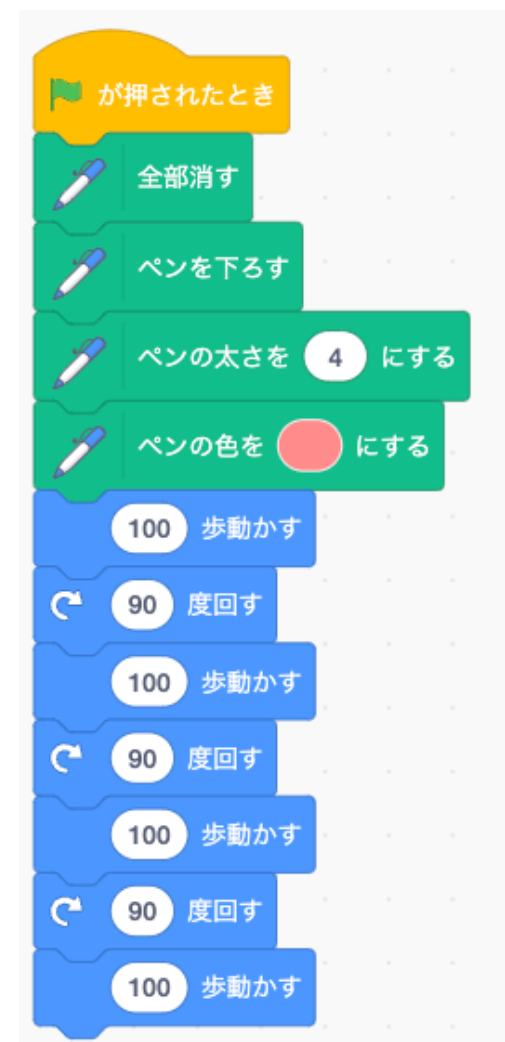 が押されたとき
全部消す
ペンを下ろす
ペンの太さを 4 にする
ペンの色を にする
100 歩動かす
90 度回す
100 歩動かす
90 度回す
100 歩動かす
90 度回す
100 歩動かす